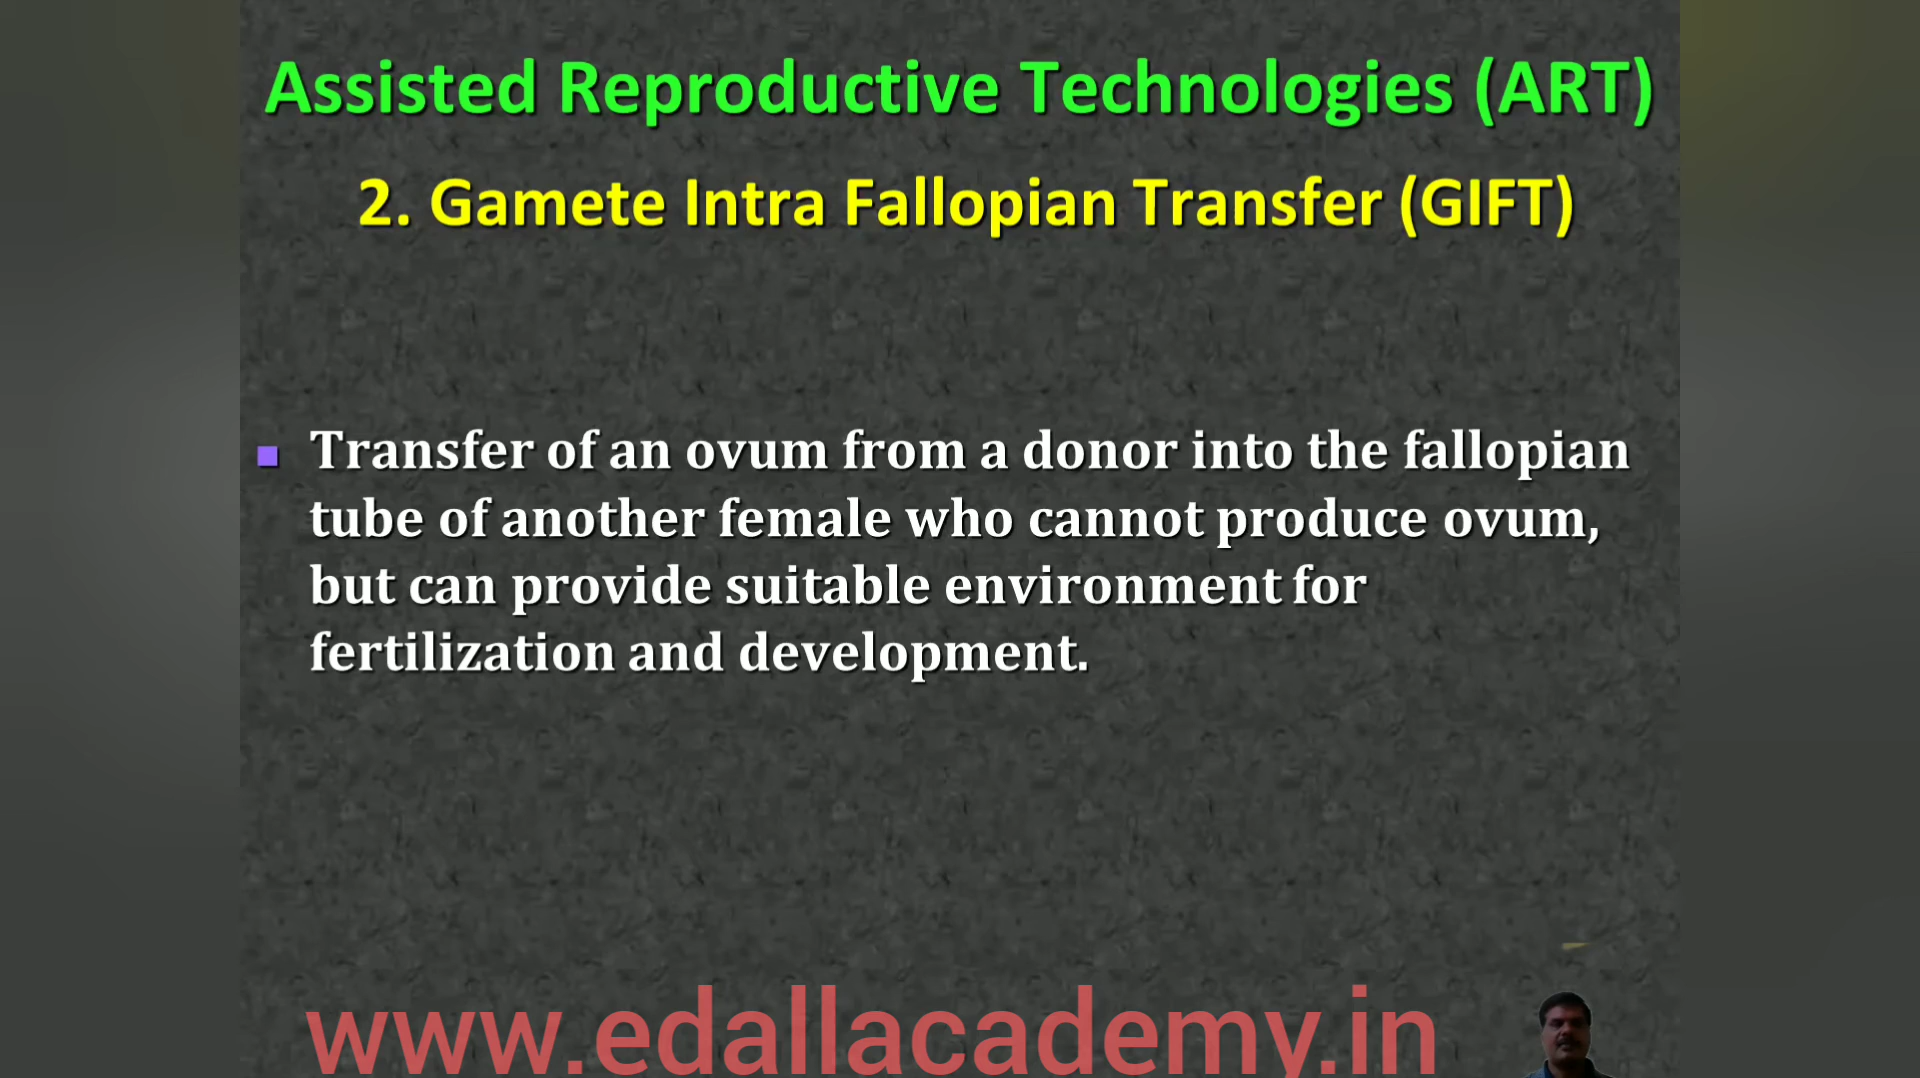 Assisted Reproductive Technologies (ART)
2. Gamete Intra Fallopian Transfer (GIFT)
Transfer of an ovum from a donor into the fallopian
tube of another female who cannot produce ovum,
but can provide suitable environment for
fertilization and development.
www.edallacademy.in